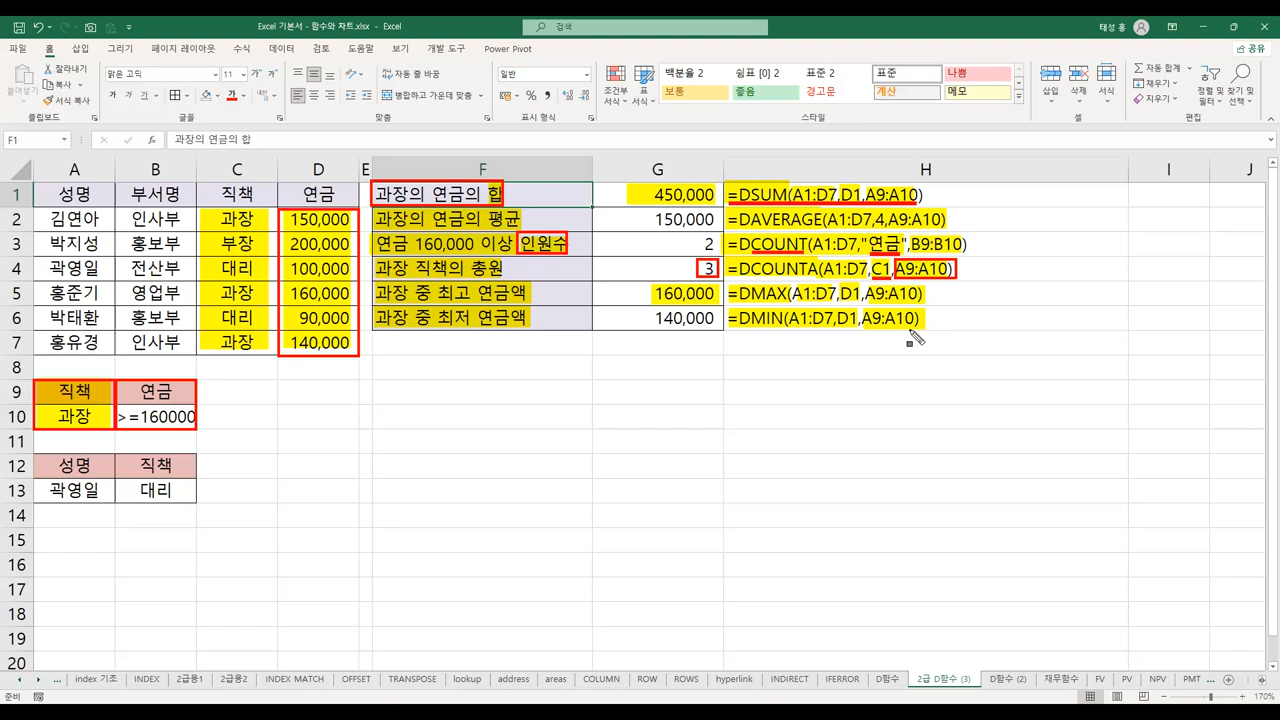 Excel 기본서 - 함수와 차트.xlsx - Excel
검색
태성 홍
파일 홈 삽입 그리기 페이지 레이아웃 수식 데이터 검토 도움말 보기 개발 도구 Power Pivot
공유
붙여넣기
잘라내기
복사
서식 복사
클립보드
맑은 고딕 11
가 가 가
글꼴
자동 줄 바꿈
병합하고 가운데 맞춤
맞춤
일반
표시 형식
조건부 서식
표 서식
백분율 2 쉼표 [0] 2 표준 2 표준 나쁨
보통 좋음 경고문 계산 메모
스타일
삽입 삭제 서식
셀
자동 합계
채우기
지우기
정렬 및 필터
찾기 및 선택
편집
F1
과장의 연금의 합
A B C D E F G H I J
1 성명 부서명 직책 연금 과장의 연금의 합 450,000 =DSUM(A1:D7,D1,A9:A10)
2 김연아 인사부 과장 150,000 과장의 연금의 평균 150,000 =DAVERAGE(A1:D7,4,A9:A10)
3 박지성 홍보부 부장 200,000 연금 160,000 이상 인원수 2 =DCOUNT(A1:D7,"연금",B9:B10)
4 곽영일 전산부 대리 100,000 과장 직책의 총원 3 =DCOUNTA(A1:D7,C1,A9:A10)
5 홍준기 영업부 과장 160,000 과장 중 최고 연금액 160,000 =DMAX(A1:D7,D1,A9:A10)
6 박태환 홍보부 대리 90,000 과장 중 최저 연금액 140,000 =DMIN(A1:D7,D1,A9:A10)
7 홍유경 인사부 과장 140,000
8
9 직책 연금
10 과장 >=160000
11
12 성명 직책
13 곽영일 대리
14
15
16
17
18
19
20
... index 기초 INDEX 2급용1 2급용2 INDEX MATCH OFFSET TRANSPOSE lookup address areas COLUMN ROW ROWS hyperlink INDIRECT IFERROR D함수 2급 D함수 (3) D함수 (2) 재무함수 FV PV NPV PMT ...
준비
170%